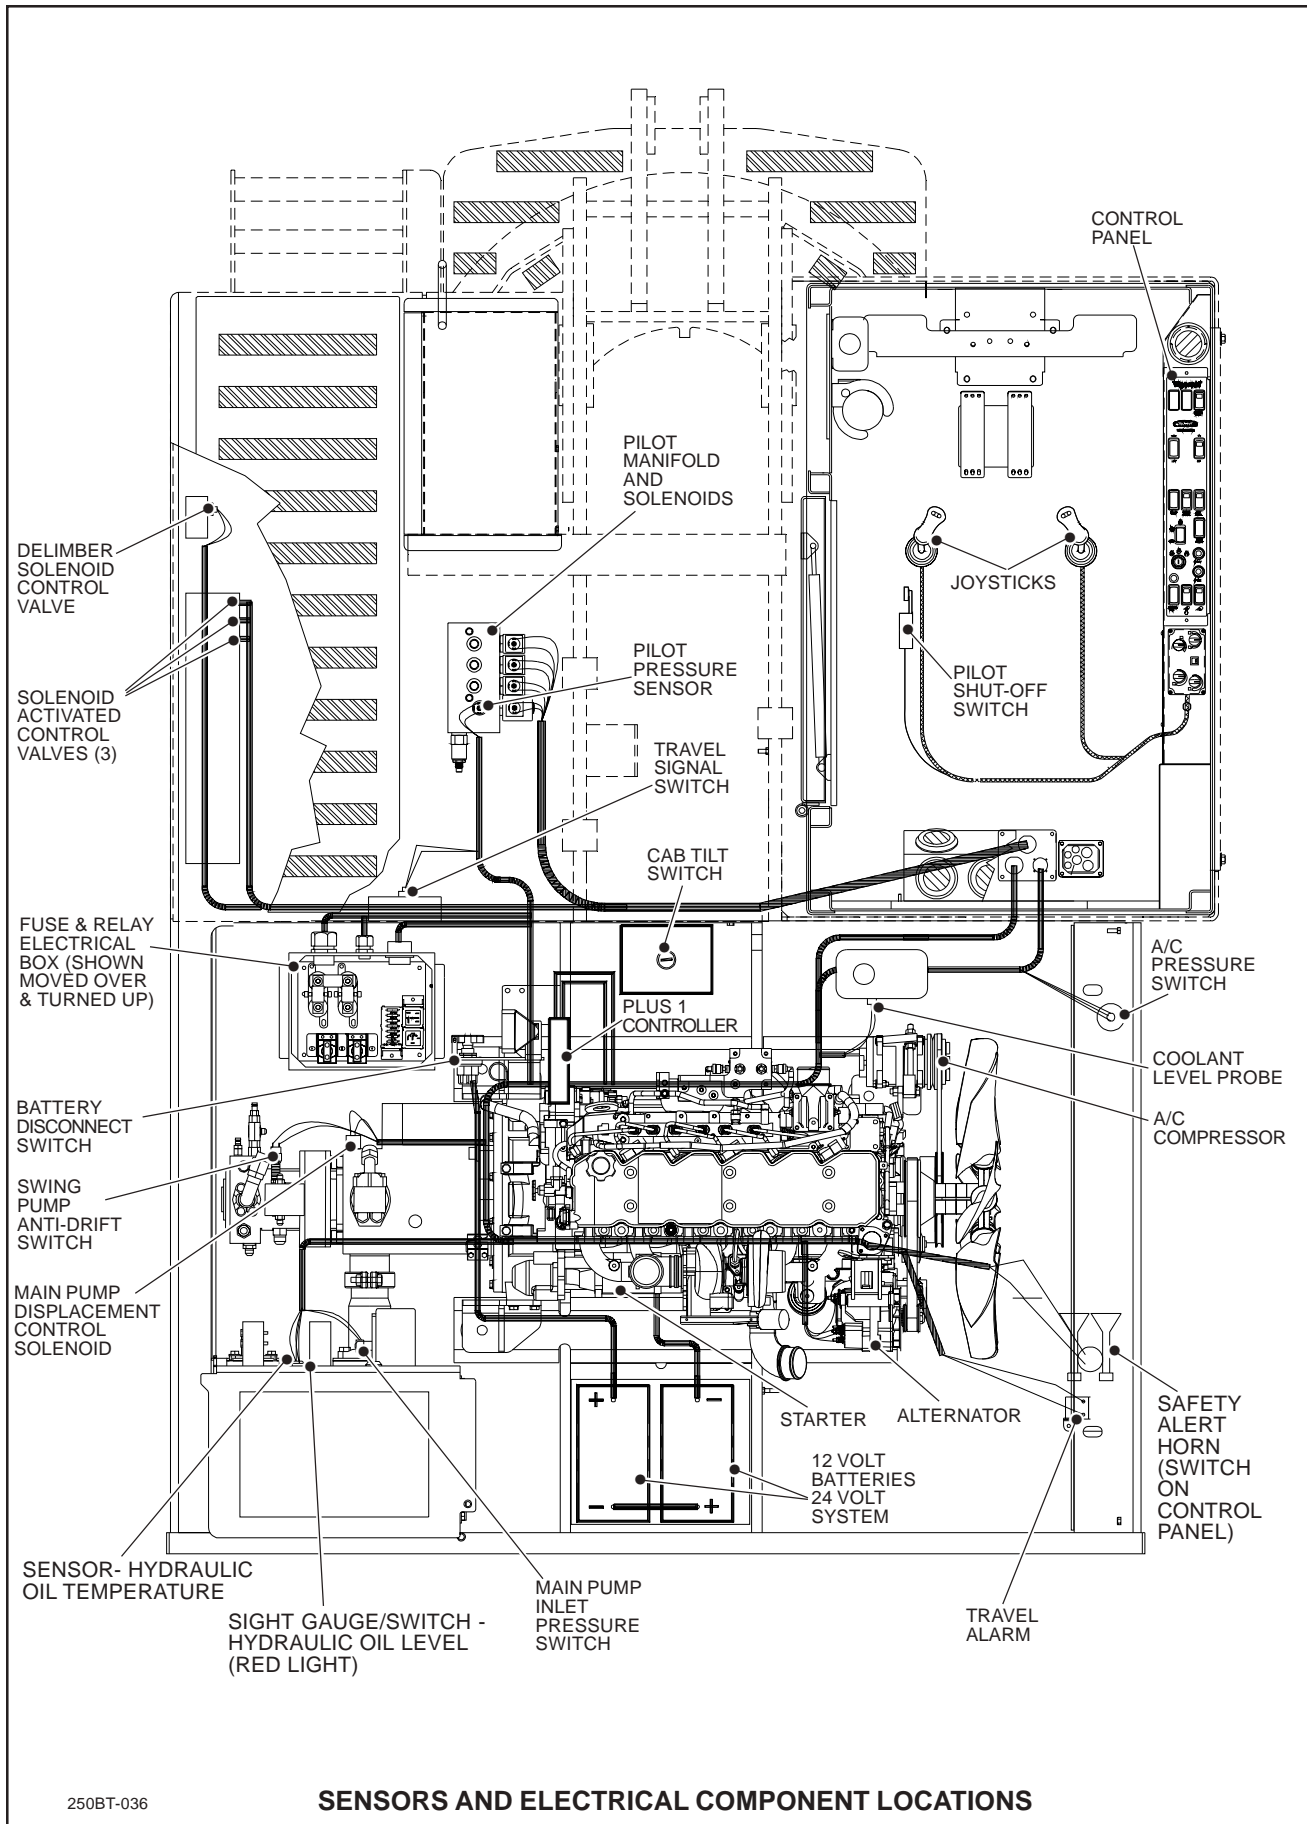 CONTROL
PANEL
PILOT
MANIFOLD
AND
SOLENOIDS
DELIMBER
SOLENOID
CONTROL
VALVE
JOYSTICKS
PILOT
PRESSURE
SENSOR
PILOT
SHUT-OFF
SWITCH
SOLENOID
ACTIVATED
CONTROL
VALVES (3)
TRAVEL
SIGNAL
SWITCH
CAB TILT
SWITCH
FUSE & RELAY
ELECTRICAL
BOX (SHOWN
MOVED OVER
& TURNED UP)
A/C
PRESSURE
SWITCH
PLUS 1
CONTROLLER
COOLANT
LEVEL PROBE
BATTERY
DISCONNECT
SWITCH
A/C
COMPRESSOR
SWING
PUMP
ANTI-DRIFT
SWITCH
MAIN PUMP
DISPLACEMENT
CONTROL
SOLENOID
+
–
–
+
STARTER
ALTERNATOR
SAFETY
ALERT
HORN
(SWITCH
ON
CONTROL
PANEL)
12 VOLT
BATTERIES
24 VOLT
SYSTEM
SENSOR- HYDRAULIC
OIL TEMPERATURE
SIGHT GAUGE/SWITCH -
HYDRAULIC OIL LEVEL
(RED LIGHT)
MAIN PUMP
INLET
PRESSURE
SWITCH
TRAVEL
ALARM
250BT-036
SENSORS AND ELECTRICAL COMPONENT LOCATIONS